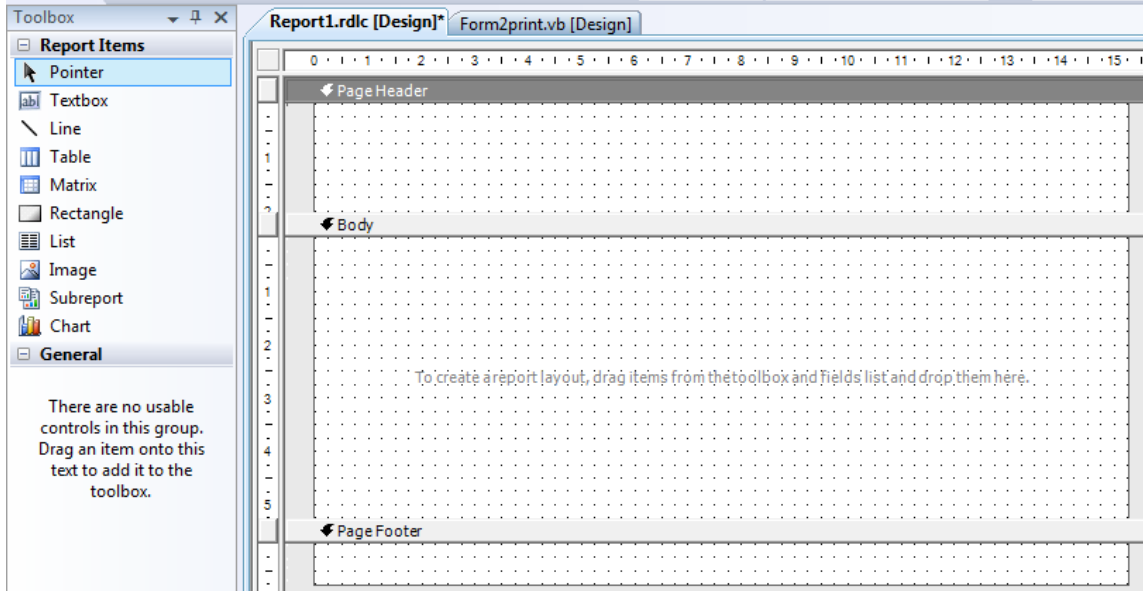 Toolbox
Report1.rdlc [Design]*
Form2print.vb [Design]
Report Items
Pointer
Textbox
Line
Table
Matrix
Rectangle
List
Image
Subreport
Chart
General
There are no usable
controls in this group.
Drag an item onto this
text to add it to the
toolbox.
0 1 2 3 4 5 6 7 8 9 10 11 12 13 14 15
Page Header
1
2
Body
1
2
To create a report layout, drag items from the toolbox and fields list and drop them here.
3
4
5
Page Footer